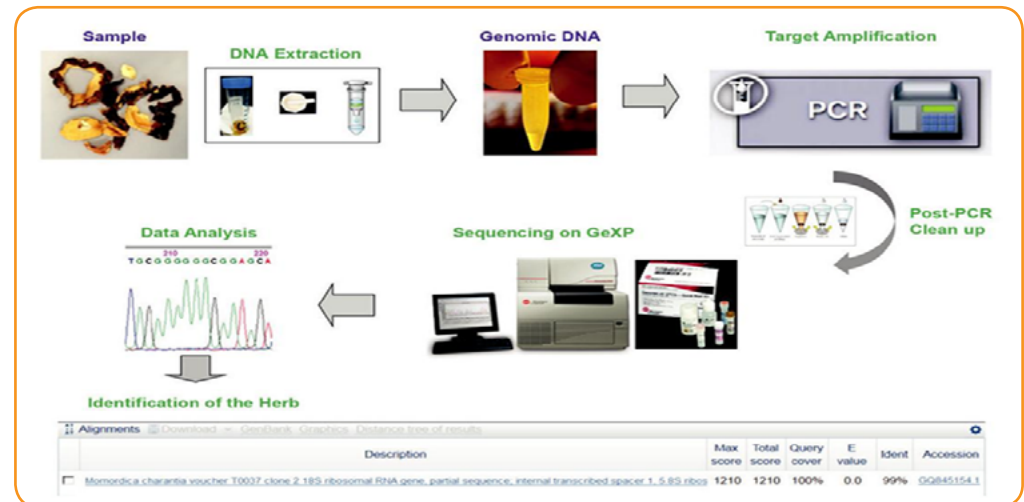 Sample
DNA Extraction
Genomic DNA
Target Amplification
PCR
Post-PCR
Clean up
Sequencing on GeXP
Data Analysis
210 220
TGCGGGGGGCGGAGCA
Identification of the Herb
Alignments Download GenBank Graphics Distance tree of results
Description Max score Total score Query cover E value Ident Accession
Momordica charantia voucher T0037 clone 2 18S ribosomal RNA gene, partial sequence; internal transcribed spacer 1, 5.8S ribos 1210 1210 100% 0.0 99% GQ845154.1